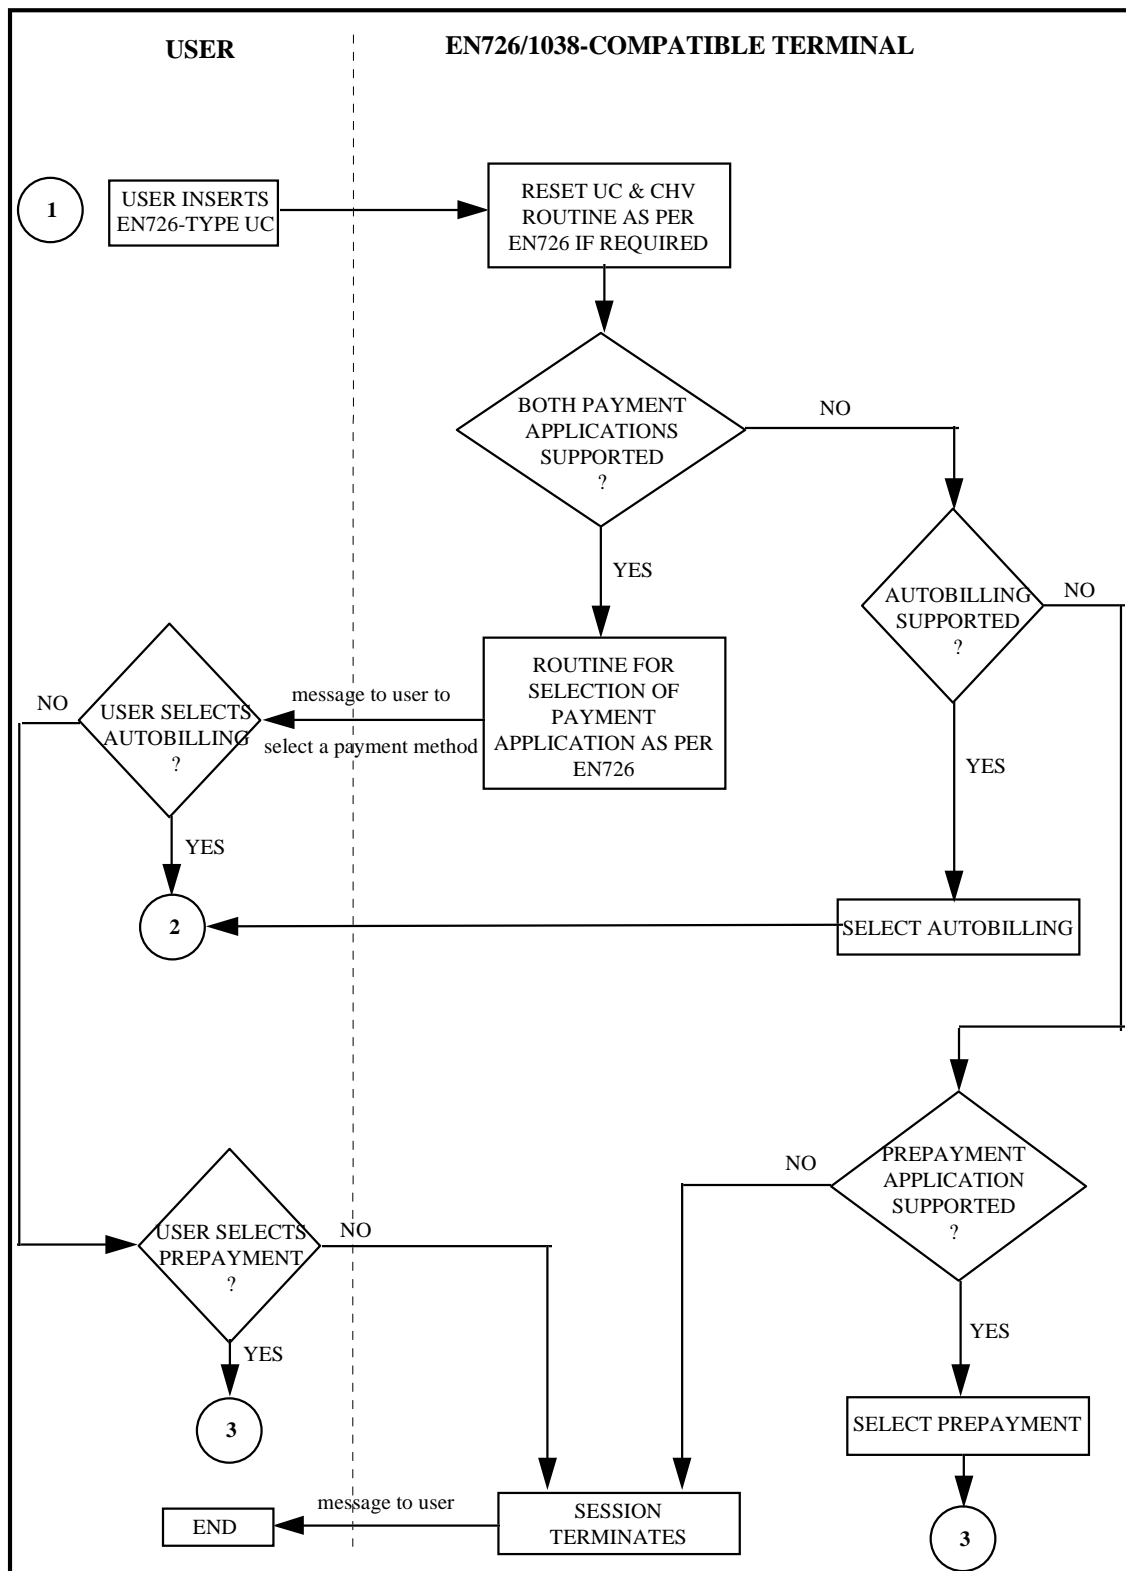 USER
EN726/1038-COMPATIBLE TERMINAL
1
USER INSERTS
EN726-TYPE UC
RESET UC & CHV
ROUTINE AS PER
EN726 IF REQUIRED
BOTH PAYMENT
APPLICATIONS
SUPPORTED
?
NO
YES
AUTOBILLING
SUPPORTED
?
NO
ROUTINE FOR
SELECTION OF
PAYMENT
APPLICATION AS PER
EN726
message to user to
select a payment method
NO
USER SELECTS
AUTOBILLING
?
YES
YES
2
SELECT AUTOBILLING
PREPAYMENT
APPLICATION
SUPPORTED
?
NO
USER SELECTS
PREPAYMENT
?
NO
YES
YES
3
SELECT PREPAYMENT
message to user
END
SESSION
TERMINATES
3